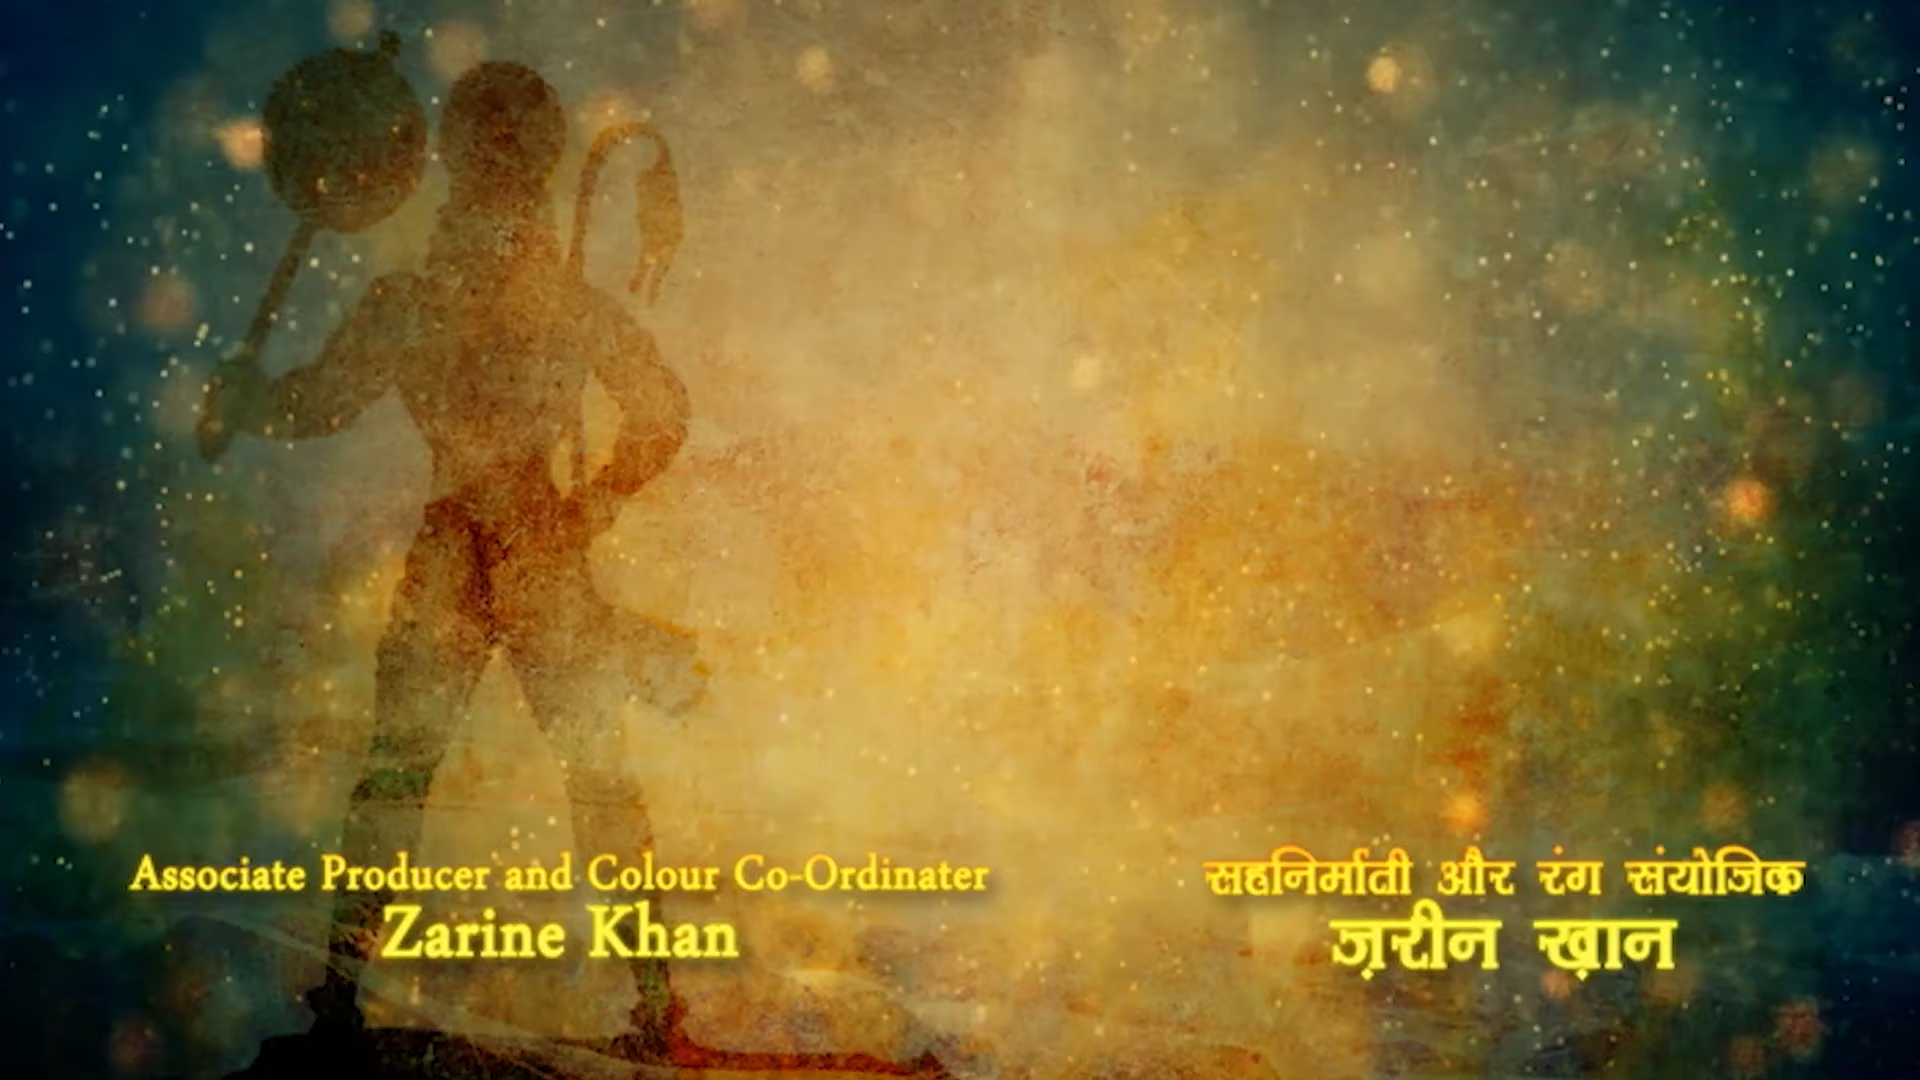 Associate Producer and Colour Co-Ordinater
Zarine Khan
सहनिर्माती और रंग संयोजिक
ज़रीन ख़ान